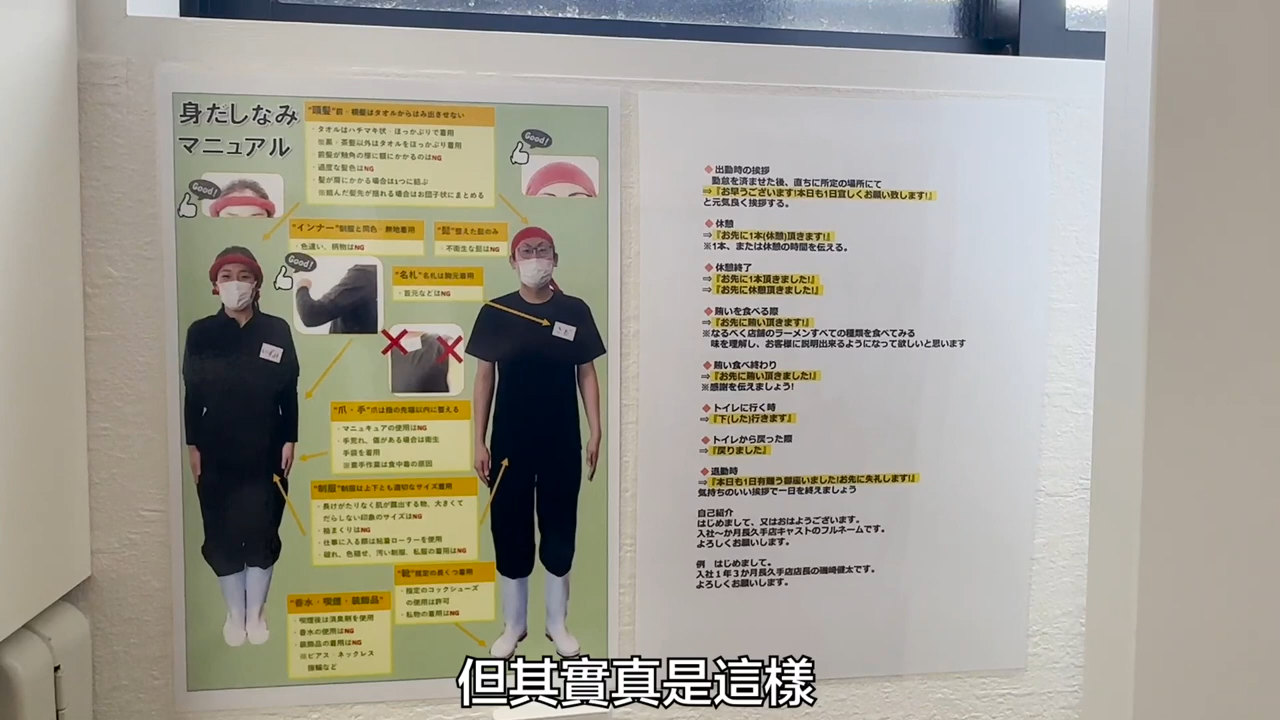 身だしなみ
マニュアル
"頭髪"前・横髪はタオルからはみ出させない
・タオルはハチマキ状・ほっかぶりで着用
※黒・茶髪以外はタオルをほっかぶり着用
前髪が触角の様に額にかかるのはNG
・過度な髪色はNG
・髪が肩にかかる場合は1つに結ぶ
※結んだ髪先が揺れる場合はお団子状にまとめる
Good!
Good!
"インナー"制服と同色・無地着用
・色違い、柄物はNG
"髭"整えた髭のみ
・不衛生な髭はNG
Good!
"名札"名札は胸元着用
・首元などはNG
"爪・手"爪は指の先端以内に整える
・マニュキュアの使用はNG
・手荒れ、傷がある場合は衛生
手袋を着用
※素手作業は食中毒の原因
"制服"制服は上下とも適切なサイズ着用
・長けがたりなく肌が露出する物、大きくて
だらしない印象のサイズはNG
・袖まくりはNG
・仕事に入る際は粘着ローラーを使用
・破れ、色褪せ、汚い制服、私服の着用はNG
"靴"指定の長くつ着用
・指定のコックシューズ
の使用は許可
・私物の着用はNG
"香水・喫煙・装飾品"
・喫煙後は消臭剤を使用
・香水の使用はNG
・装飾品の着用はNG
※ピアス・ネックレス
指輪など
◆出勤時の挨拶
勤怠を済ませた後、直ちに所定の場所にて
⇒『お早うございます!本日も1日宜しくお願い致します!』
と元気良く挨拶する。
◆休憩
⇒『お先に1本(休憩)頂きます!』
※1本、または休憩の時間を伝える。
◆休憩終了
⇒『お先に1本頂きました!』
⇒『お先に休憩頂きました!』
◆賄いを食べる際
⇒『お先に賄い頂きます!』
※なるべく店舗のラーメンすべての種類を食べてみる
味を理解し、お客様に説明出来るようになって欲しいと思います
◆賄い食べ終わり
⇒『お先に賄い頂きました!』
※感謝を伝えましょう!
◆トイレに行く時
⇒『下(した)行きます』
◆トイレから戻った際
⇒『戻りました』
◆退勤時
⇒『本日も1日有難う御座いました!お先に失礼します!』
気持ちのいい挨拶で一日を終えましょう
自己紹介
はじめまして、又はおはようございます。
入社〜か月長久手店キャストのフルネームです。
よろしくお願いします。
例　はじめまして。
入社1年3か月長久手店店長の磯崎健太です。
よろしくお願いします。
但其實真是這樣